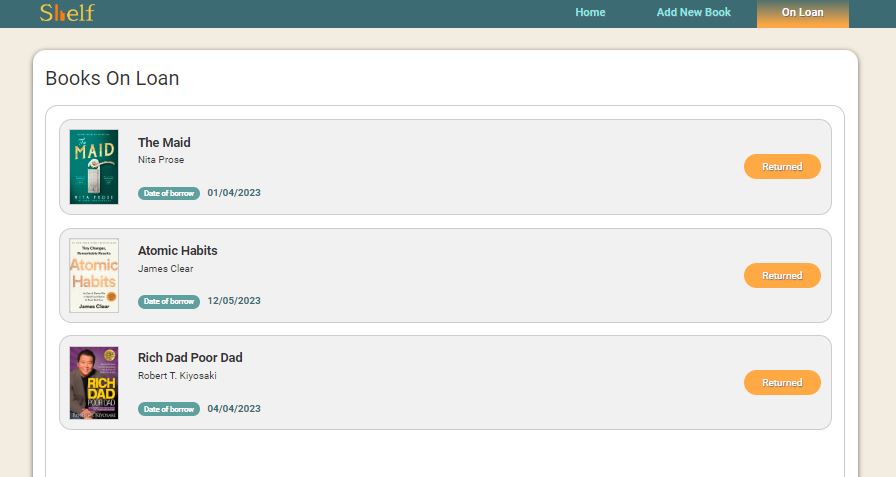 Shelf
Home Add New Book On Loan
Books On Loan
The MAID
NITA PROSE
The Maid
Nita Prose
Date of borrow 01/04/2023
Returned
Tiny Changes,
Remarkable Results
Atomic
Habits
James Clear
Atomic Habits
James Clear
Date of borrow 12/05/2023
Returned
RICH
DAD
POOR DAD
ROBERT T. KIYOSAKI
Rich Dad Poor Dad
Robert T. Kiyosaki
Date of borrow 04/04/2023
Returned